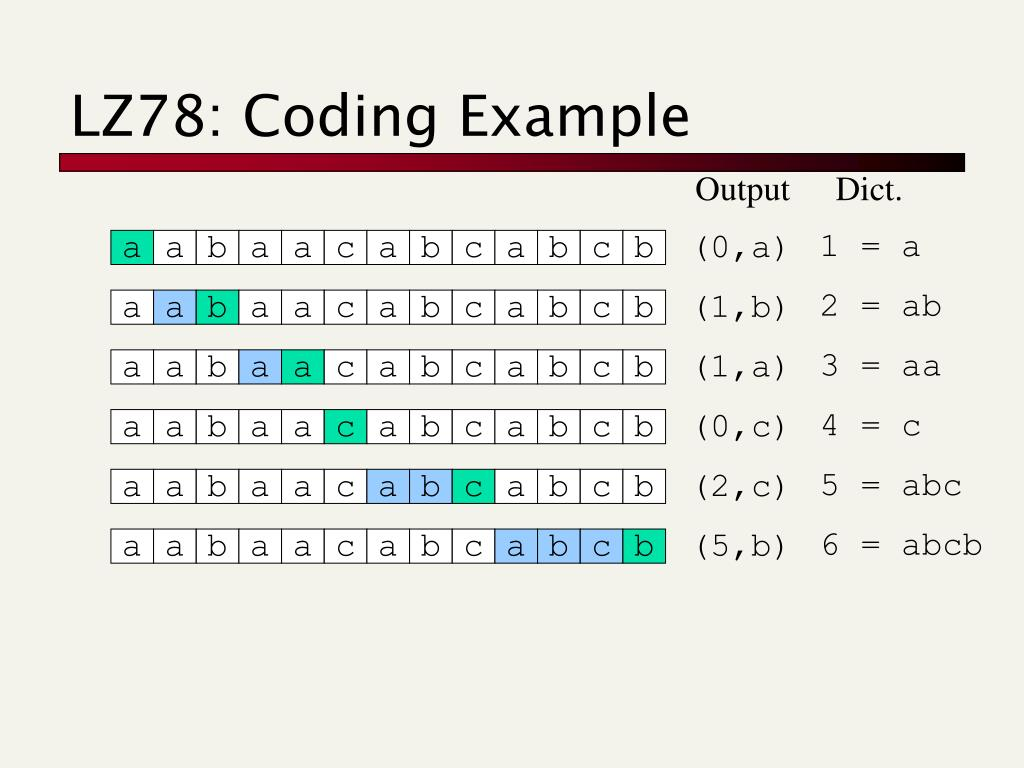 LZ78: Coding Example
Output Dict.
a a b a a c a b c a b c b (0,a) 1 = a
a a b a a c a b c a b c b (1,b) 2 = ab
a a b a a c a b c a b c b (1,a) 3 = aa
a a b a a c a b c a b c b (0,c) 4 = c
a a b a a c a b c a b c b (2,c) 5 = abc
a a b a a c a b c a b c b (5,b) 6 = abcb